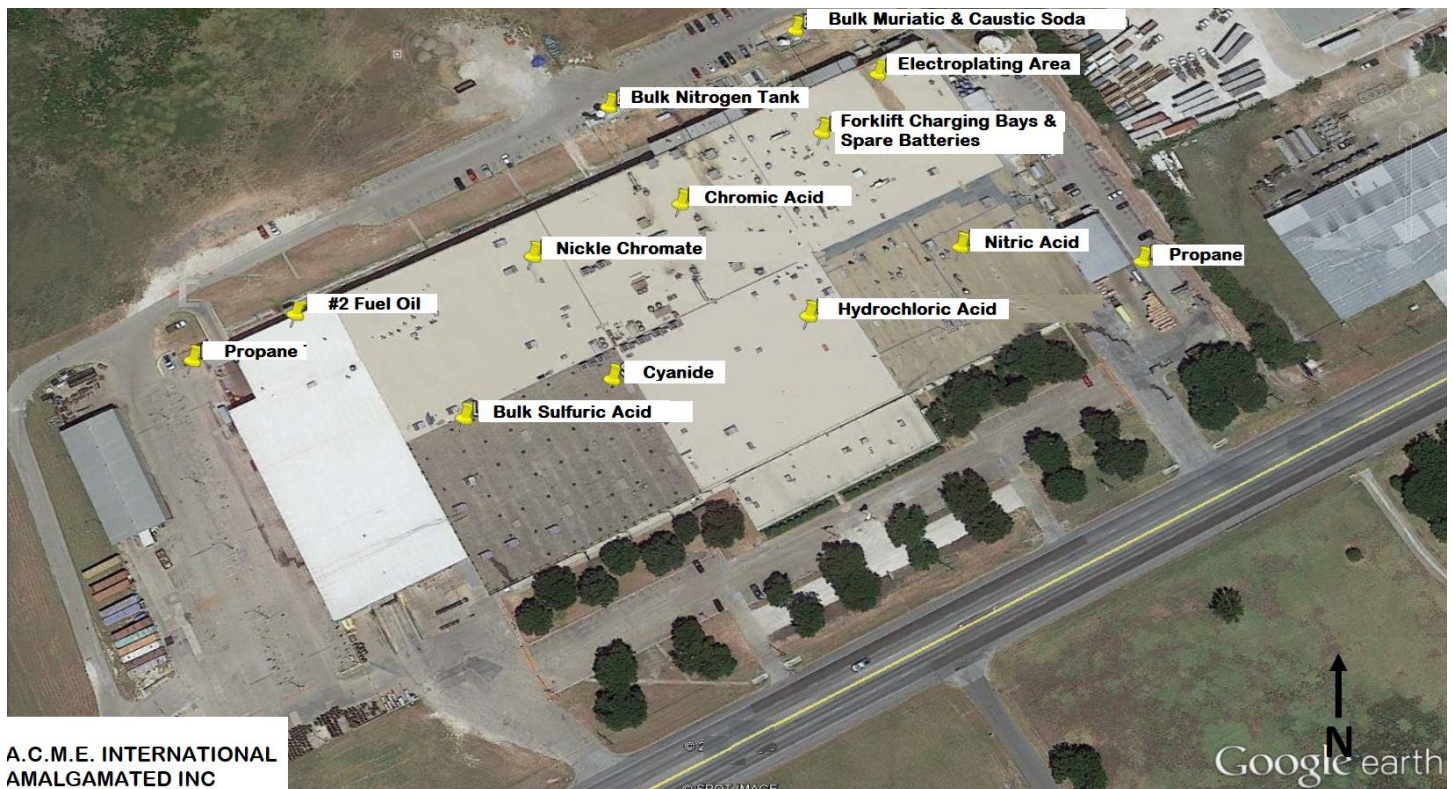 Bulk Muriatic & Caustic Soda
Electroplating Area
Bulk Nitrogen Tank
Forklift Charging Bays &
Spare Batteries
Chromic Acid
Nickle Chromate
Nitric Acid
Propane
#2 Fuel Oil
Hydrochloric Acid
Propane
Cyanide
Bulk Sulfuric Acid
A.C.M.E. INTERNATIONAL
AMALGAMATED INC
N
Google earth